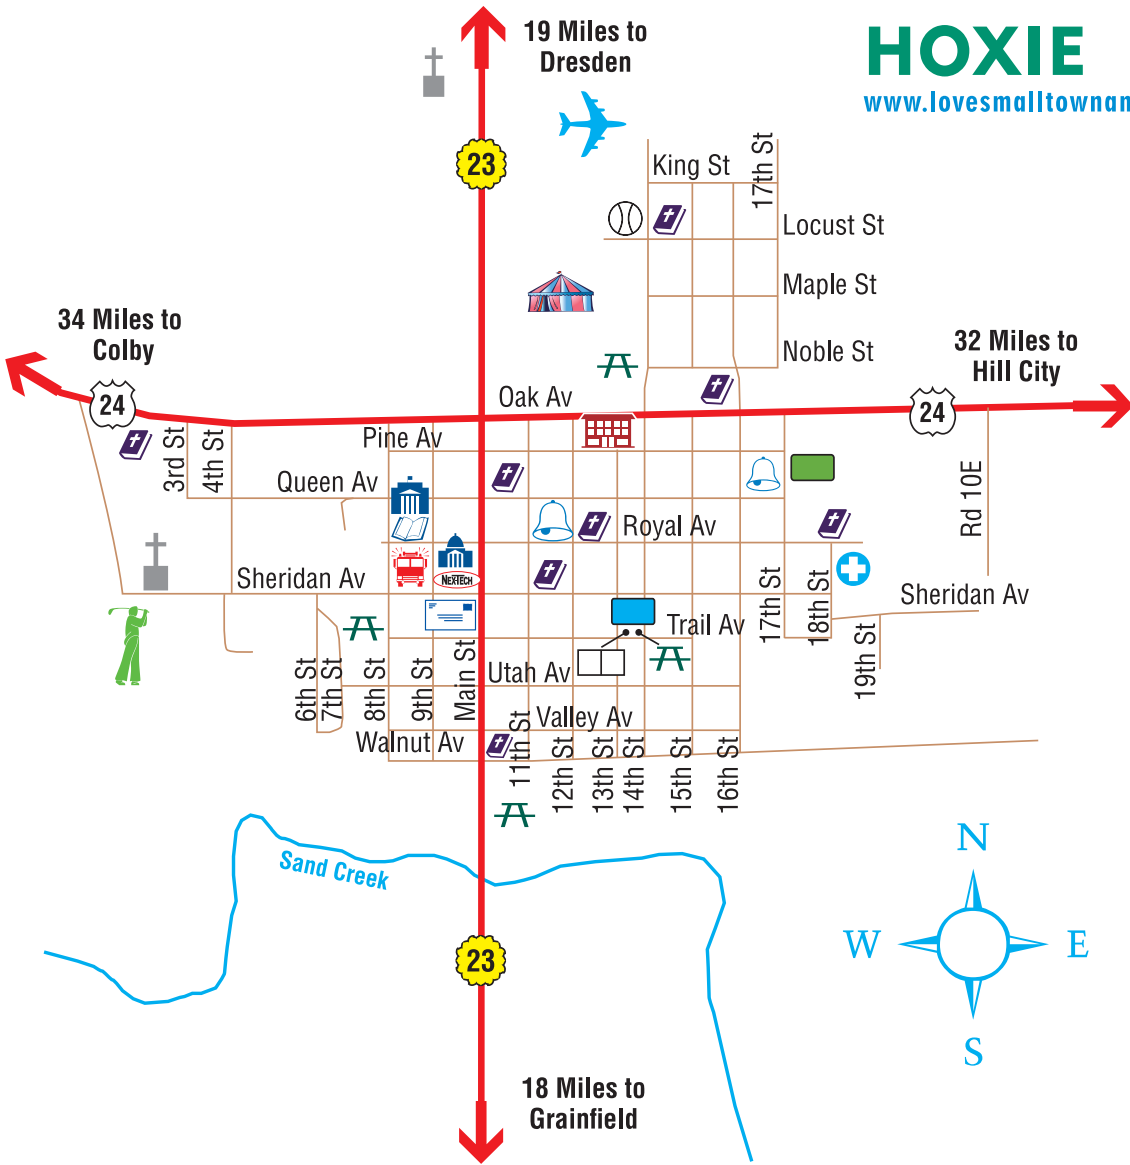 19 Miles to
Dresden
HOXIE
www.lovesmalltownam
23
King St
17th St
Locust St
Maple St
Noble St
34 Miles to
Colby
24
32 Miles to
Hill City
24
Oak Av
Pine Av
3rd St
4th St
Queen Av
Rd 10E
Royal Av
NEX-TECH
Sheridan Av
17th St
18th St
Sheridan Av
Trail Av
19th St
6th St
7th St
8th St
9th St
Main St
Utah Av
Valley Av
Walnut Av
11th St
12th St
13th St
14th St
15th St
16th St
Sand Creek
23
N
W
E
S
18 Miles to
Grainfield